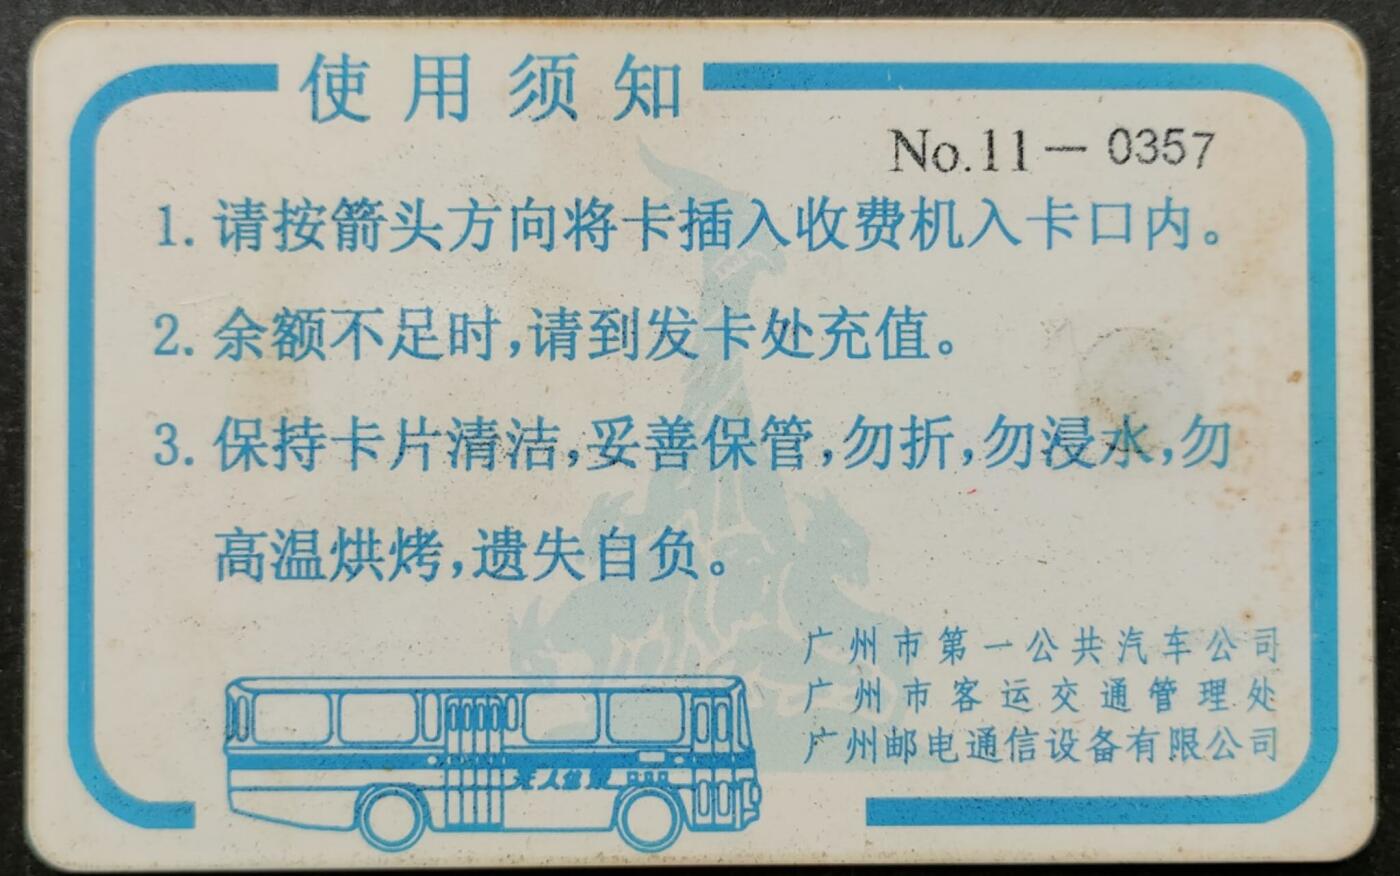 使用须知
No.11－0357
1.请按箭头方向将卡插入收费机入卡口内。
2.余额不足时,请到发卡处充值。
3.保持卡片清洁,妥善保管,勿折,勿浸水,勿
高温烘烤,遗失自负。
广州市第一公共汽车公司
广州市客运交通管理处
广州邮电通信设备有限公司
无人售票